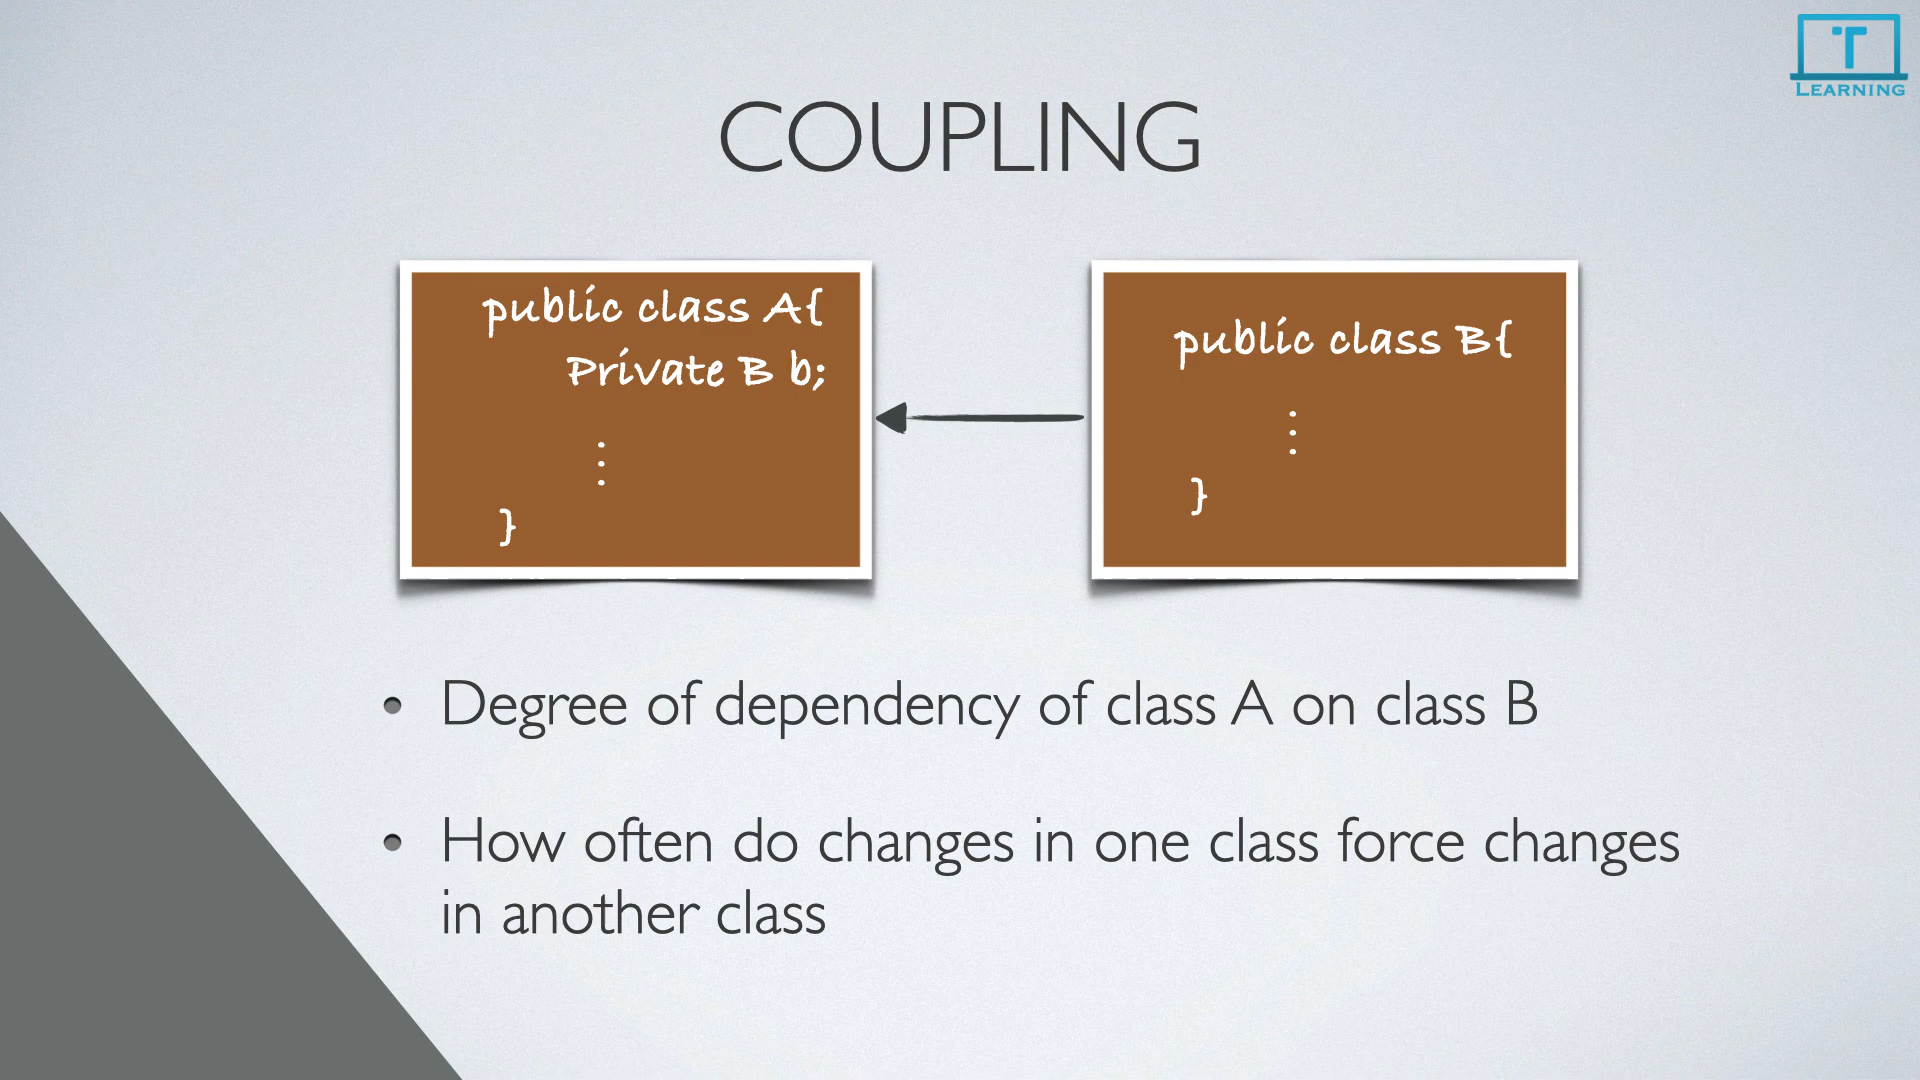 T
LEARNING
COUPLING
public class A{
Private B b;
⋮
}
public class B{
⋮
}
• Degree of dependency of class A on class B
• How often do changes in one class force changes
in another class